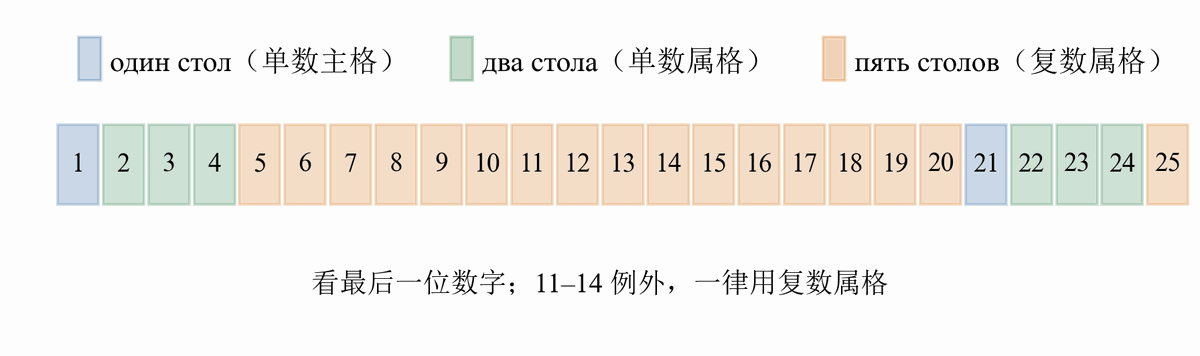 один стол（单数主格） два стола（单数属格） пять столов（复数属格）
1 2 3 4 5 6 7 8 9 10 11 12 13 14 15 16 17 18 19 20 21 22 23 24 25
看最后一位数字；11–14 例外，一律用复数属格